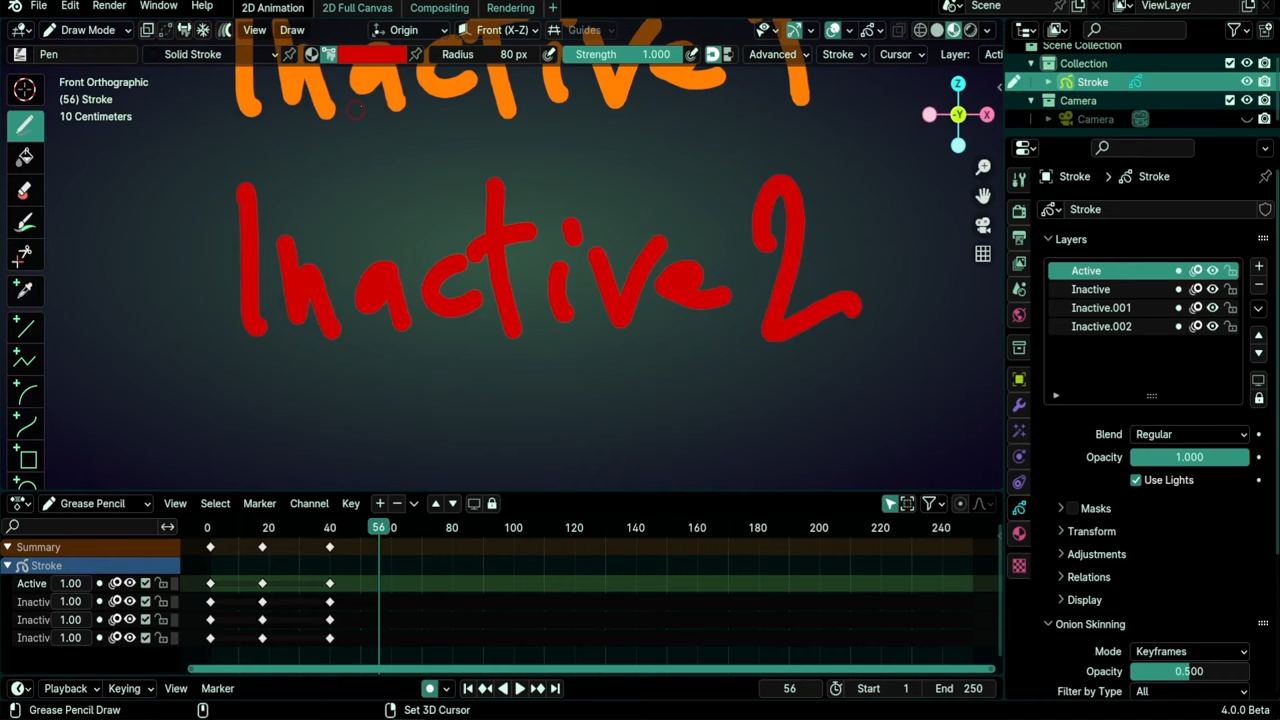 File Edit Render Window Help 2D Animation 2D Full Canvas Compositing Rendering + Scene ViewLayer
Draw Mode View Draw Origin Front (X-Z) Guides
Pen Solid Stroke Radius 80 px Strength 1.000 Advanced Stroke Cursor Layer: Acti
Front Orthographic
(56) Stroke
10 Centimeters
Inactive 1
Inactive 2
Z
-Y
X
Scene Collection
Collection
Stroke
Camera
Camera
Stroke > Stroke
Stroke
Layers
Active
Inactive
Inactive.001
Inactive.002
Blend Regular
Opacity 1.000
Use Lights
Masks
Transform
Adjustments
Relations
Display
Onion Skinning
Mode Keyframes
Opacity 0.500
Filter by Type All
Grease Pencil View Select Marker Channel Key
0 20 40 56 60 80 100 120 140 160 180 200 220 240
Summary
Stroke
Active 1.00
Inactiv 1.00
Inactiv 1.00
Inactiv 1.00
Playback Keying View Marker 56 Start 1 End 250
Grease Pencil Draw Set 3D Cursor 4.0.0 Beta